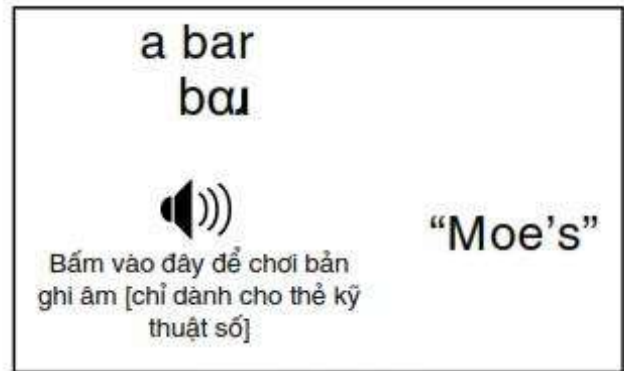 a bar
bɑɹ
Bấm vào đây để chơi bản
ghi âm [chỉ dành cho thẻ kỹ
thuật số]
“Moe’s”